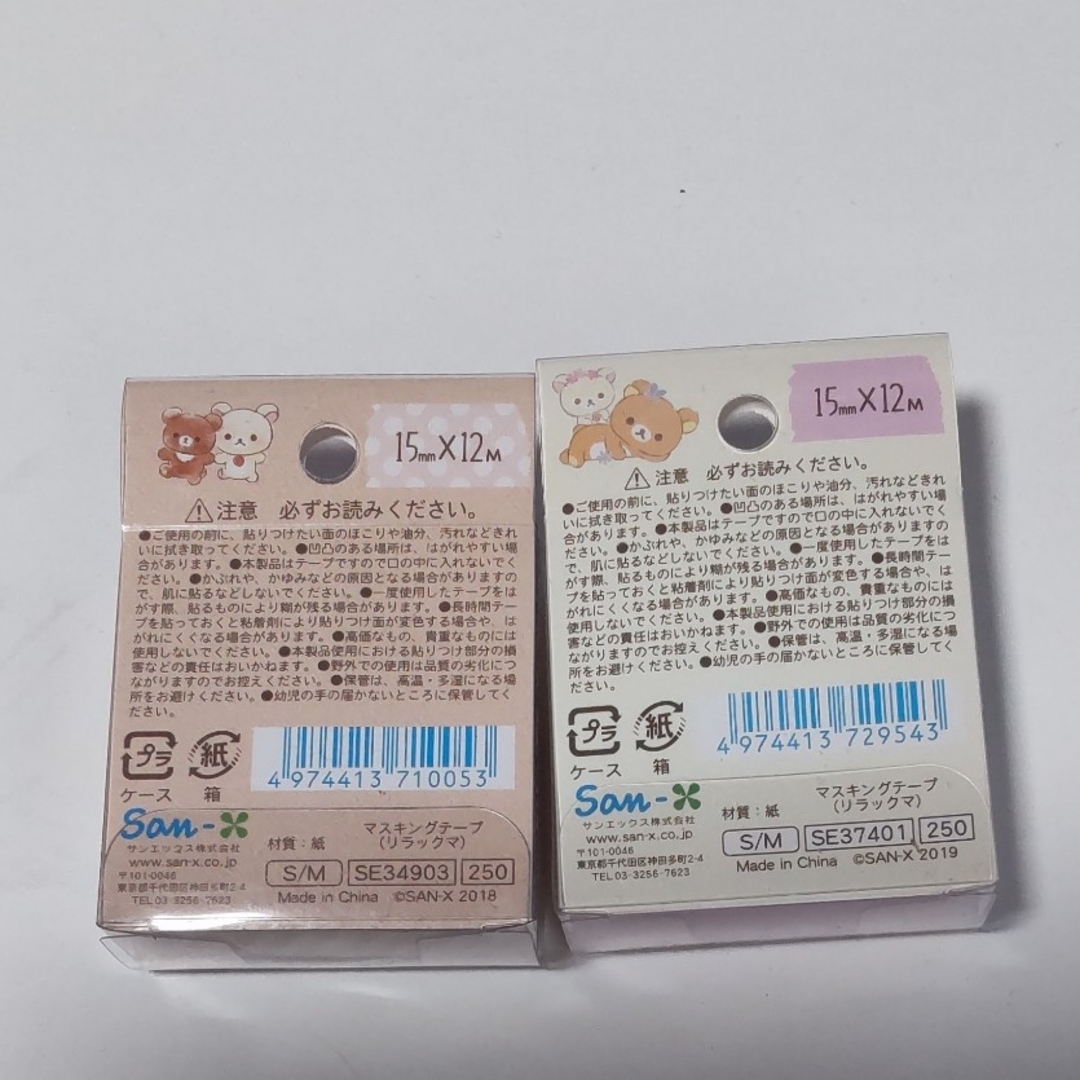 15mm X 12M
⚠注意 必ずお読みください。
●ご使用の前に、貼りつけたい面のほこりや油分、汚れなどきれ
いに拭き取ってください。●凹凸のある場所は、はがれやすい場
合があります。●本製品はテープですので口の中に入れないでく
ださい。●かぶれや、かゆみなどの原因となる場合がありますの
で、肌に貼るなどしないでください。●一度使用したテープをは
がす際、貼るものにより糊が残る場合があります。●長時間テー
プを貼っておくと粘着剤により貼りつけ面が変色する場合や、は
がれにくくなる場合があります。●高価なもの、貴重なものには
使用しないでください。●本製品使用における貼りつけ部分の損
害などの責任はおいかねます。●野外での使用は品質の劣化につ
ながりますのでお控えください。●保管は、高温・多湿になる場
所をお避けください。●幼児の手の届かないところに保管してく
ださい。
プラ 紙
ケース 箱
4 974413 710053
San-X
サンエックス株式会社
www.san-x.co.jp
〒101-0046
東京都千代田区神田多町2-4
TEL 03-3256-7623
材質：紙
マスキングテープ
(リラックマ)
S/M SE34903 250
Made in China ©SAN-X 2018
15mm X 12M
⚠注意 必ずお読みください。
●ご使用の前に、貼りつけたい面のほこりや油分、汚れなどきれ
いに拭き取ってください。●凹凸のある場所は、はがれやすい場
合があります。●本製品はテープですので口の中に入れないでく
ださい。●かぶれや、かゆみなどの原因となる場合がありますの
で、肌に貼るなどしないでください。●一度使用したテープをは
がす際、貼るものにより糊が残る場合があります。●長時間テー
プを貼っておくと粘着剤により貼りつけ面が変色する場合や、は
がれにくくなる場合があります。●高価なもの、貴重なものには
使用しないでください。●本製品使用における貼りつけ部分の損
害などの責任はおいかねます。●野外での使用は品質の劣化につ
ながりますのでお控えください。●保管は、高温・多湿になる場
所をお避けください。●幼児の手の届かないところに保管してく
ださい。
プラ 紙
ケース 箱
4 974413 729543
San-X
サンエックス株式会社
www.san-x.co.jp
〒101-0046
東京都千代田区神田多町2-4
TEL 03-3256-7623
材質：紙
マスキングテープ
(リラックマ)
S/M SE37401 250
Made in China ©SAN-X 2019